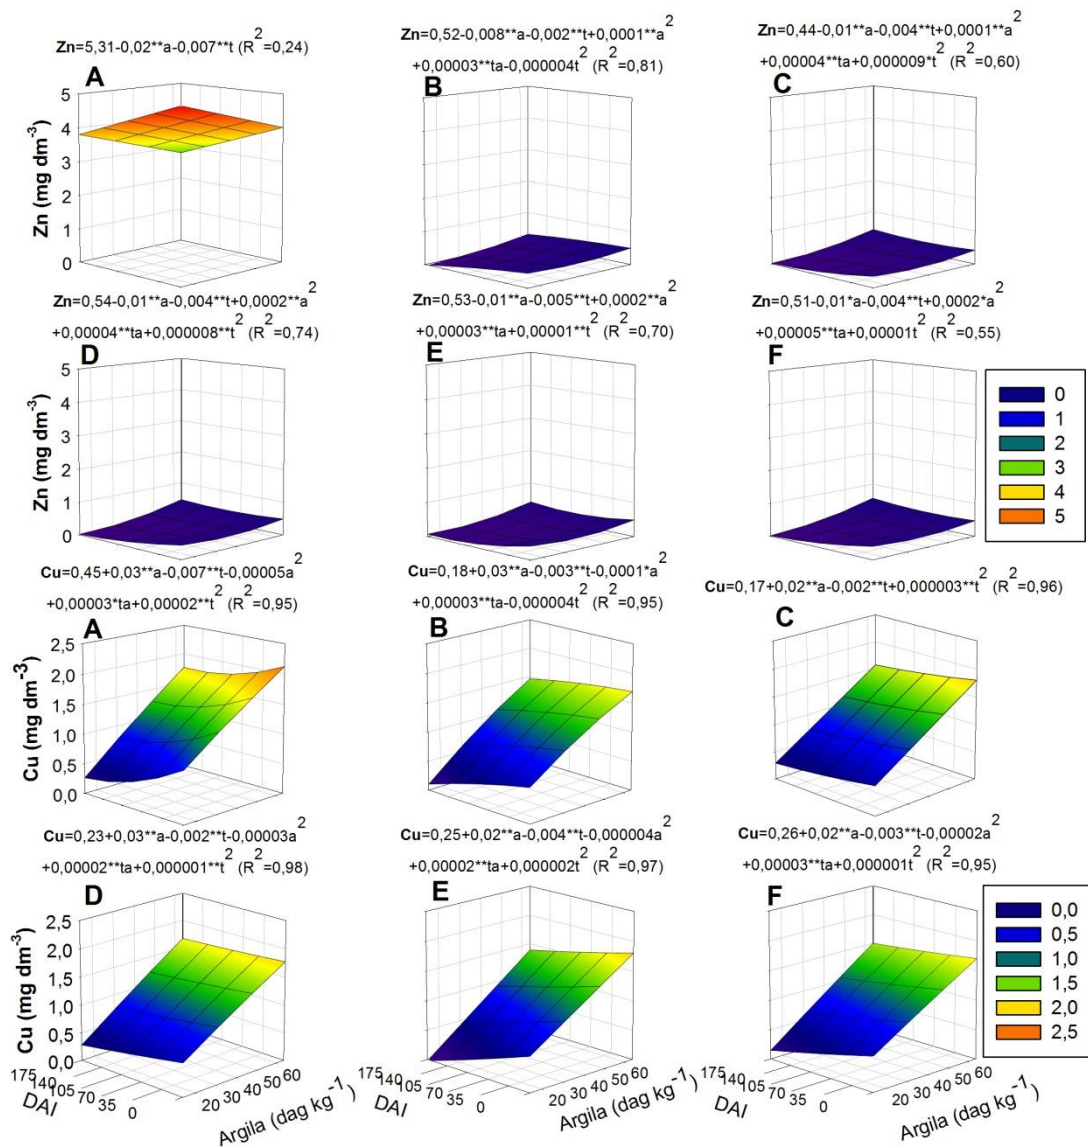 Zn=5,31-0,02**a-0,007**t (R²=0,24)
Zn=0,52-0,008**a-0,002**t+0,0001**a²
+0,00003**ta-0,000004t² (R²=0,81)
Zn=0,44-0,01**a-0,004**t+0,0001**a²
+0,00004**ta+0,000009*t² (R²=0,60)
A
B
C
Zn (mg dm⁻³)
5
4
3
2
1
0
Zn=0,54-0,01**a-0,004**t+0,0002**a²
+0,00004**ta+0,000008**t² (R²=0,74)
Zn=0,53-0,01**a-0,005**t+0,0002**a²
+0,00003**ta+0,00001**t² (R²=0,70)
Zn=0,51-0,01*a-0,004**t+0,0002*a²
+0,00005**ta+0,00001t² (R²=0,55)
D
E
F
Zn (mg dm⁻³)
5
4
3
2
1
0
0
1
2
3
4
5
Cu=0,45+0,03**a-0,007**t-0,00005a²
+0,00003*ta+0,00002**t² (R²=0,95)
Cu=0,18+0,03**a-0,003**t-0,0001*a²
+0,00003**ta-0,000004t² (R²=0,95)
Cu=0,17+0,02**a-0,002**t+0,000003**t² (R²=0,96)
A
B
C
Cu (mg dm⁻³)
2,5
2,0
1,5
1,0
0,5
0,0
Cu=0,23+0,03**a-0,002**t-0,00003a²
+0,00002**ta+0,000001**t² (R²=0,98)
Cu=0,25+0,02**a-0,004**t-0,000004a²
+0,00002**ta+0,000002t² (R²=0,97)
Cu=0,26+0,02**a-0,003**t-0,00002a²
+0,00003**ta+0,000001t² (R²=0,95)
D
E
F
Cu (mg dm⁻³)
2,5
2,0
1,5
1,0
0,5
0,0
0,0
0,5
1,0
1,5
2,0
2,5
175 140 105 70 35 0
DAI
20 30 40 50 60
Argila (dag kg⁻¹)
175 140 105 70 35 0
DAI
20 30 40 50 60
Argila (dag kg⁻¹)
175 140 105 70 35 0
DAI
20 30 40 50 60
Argila (dag kg⁻¹)